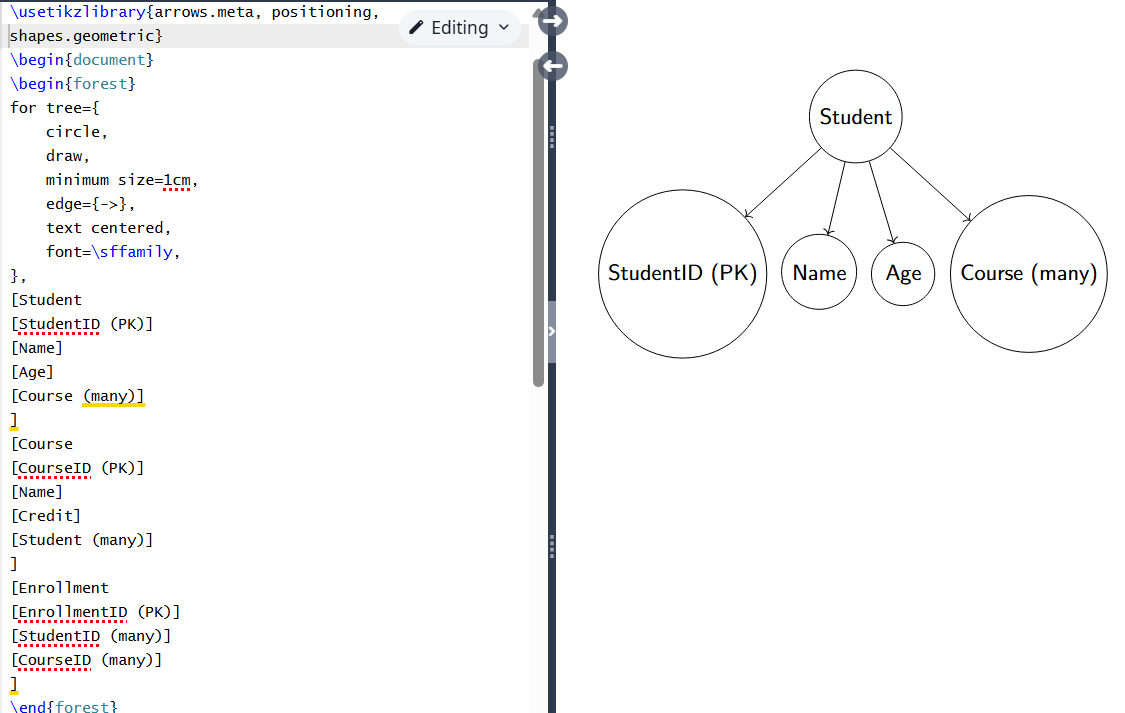 \usetikzlibrary{arrows.meta, positioning,
shapes.geometric}
Editing
\begin{document}
\begin{forest}
for tree={
    circle,
    draw,
    minimum size=1cm,
    edge={->},
    text centered,
    font=\sffamily,
},
[Student
[StudentID (PK)]
[Name]
[Age]
[Course (many)]
]
[Course
[CourseID (PK)]
[Name]
[Credit]
[Student (many)]
]
[Enrollment
[EnrollmentID (PK)]
[StudentID (many)]
[CourseID (many)]
]
\end{forest}
Student
StudentID (PK)
Name
Age
Course (many)